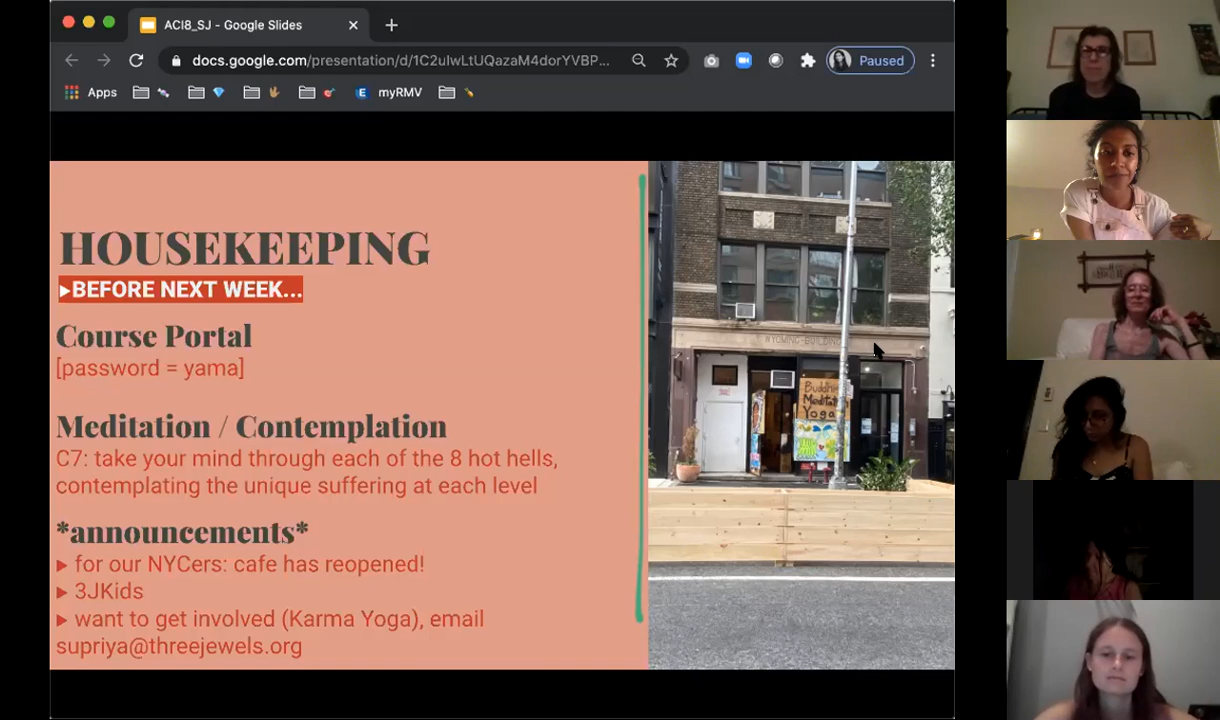 ACI8_SJ - Google Slides
docs.google.com/presentation/d/1C2ulwLtUQazaM4dorYVBP...
Paused
Apps
E myRMV
HOUSEKEEPING
▸BEFORE NEXT WEEK...
Course Portal
[password = yama]
Meditation / Contemplation
C7: take your mind through each of the 8 hot hells,
contemplating the unique suffering at each level
*announcements*
▸ for our NYCers: cafe has reopened!
▸ 3JKids
▸ want to get involved (Karma Yoga), email
supriya@threejewels.org
Yoga